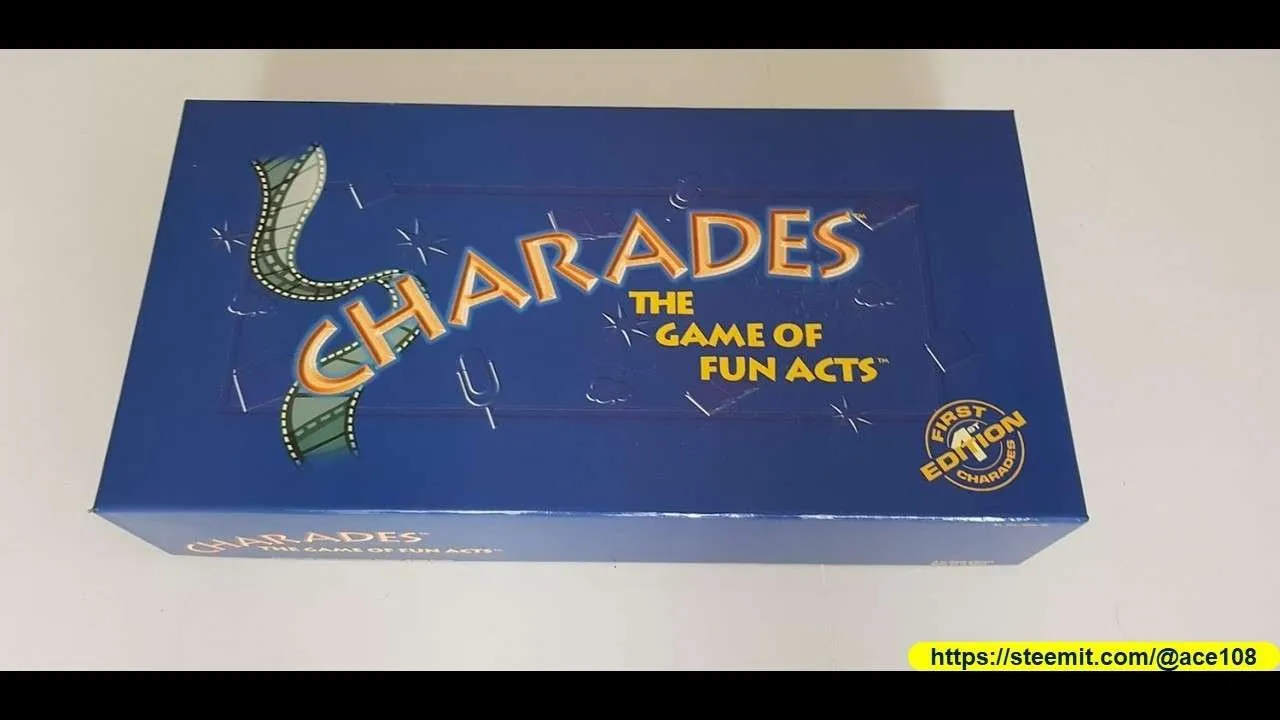 CHARADES™
THE
GAME OF
FUN ACTS™
FIRST
1ST
EDITION
CHARADES
CHARADES™
THE GAME OF FUN ACTS™
https://steemit.com/@ace108